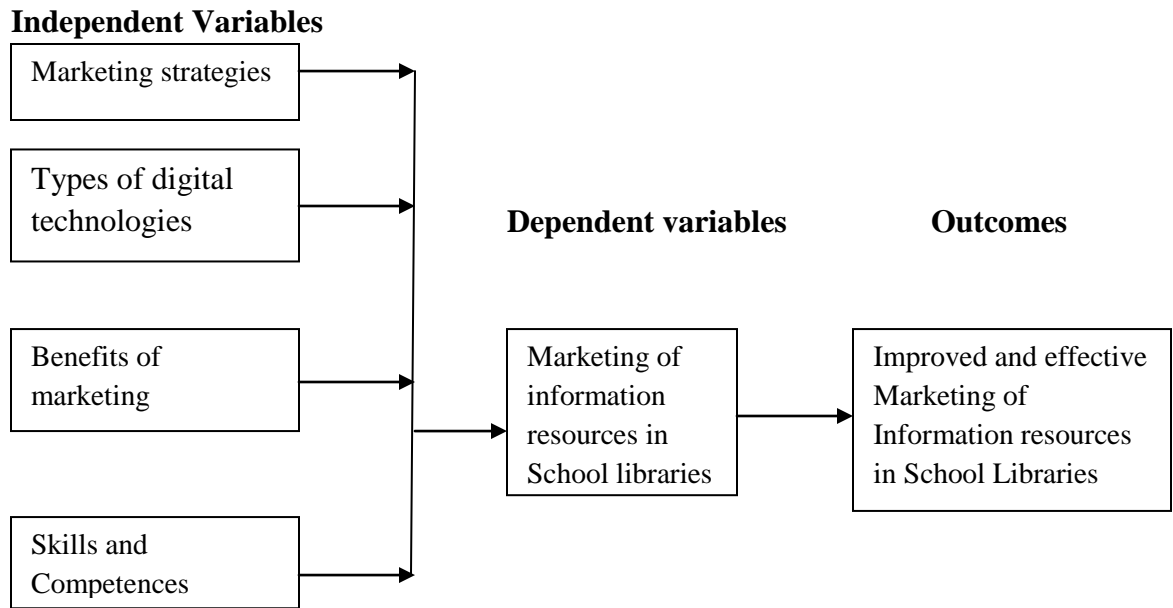 Independent Variables
Marketing strategies
Types of digital
technologies
Benefits of
marketing
Skills and
Competences
Dependent variables
Marketing of
information
resources in
School libraries
Outcomes
Improved and effective
Marketing of
Information resources
in School Libraries